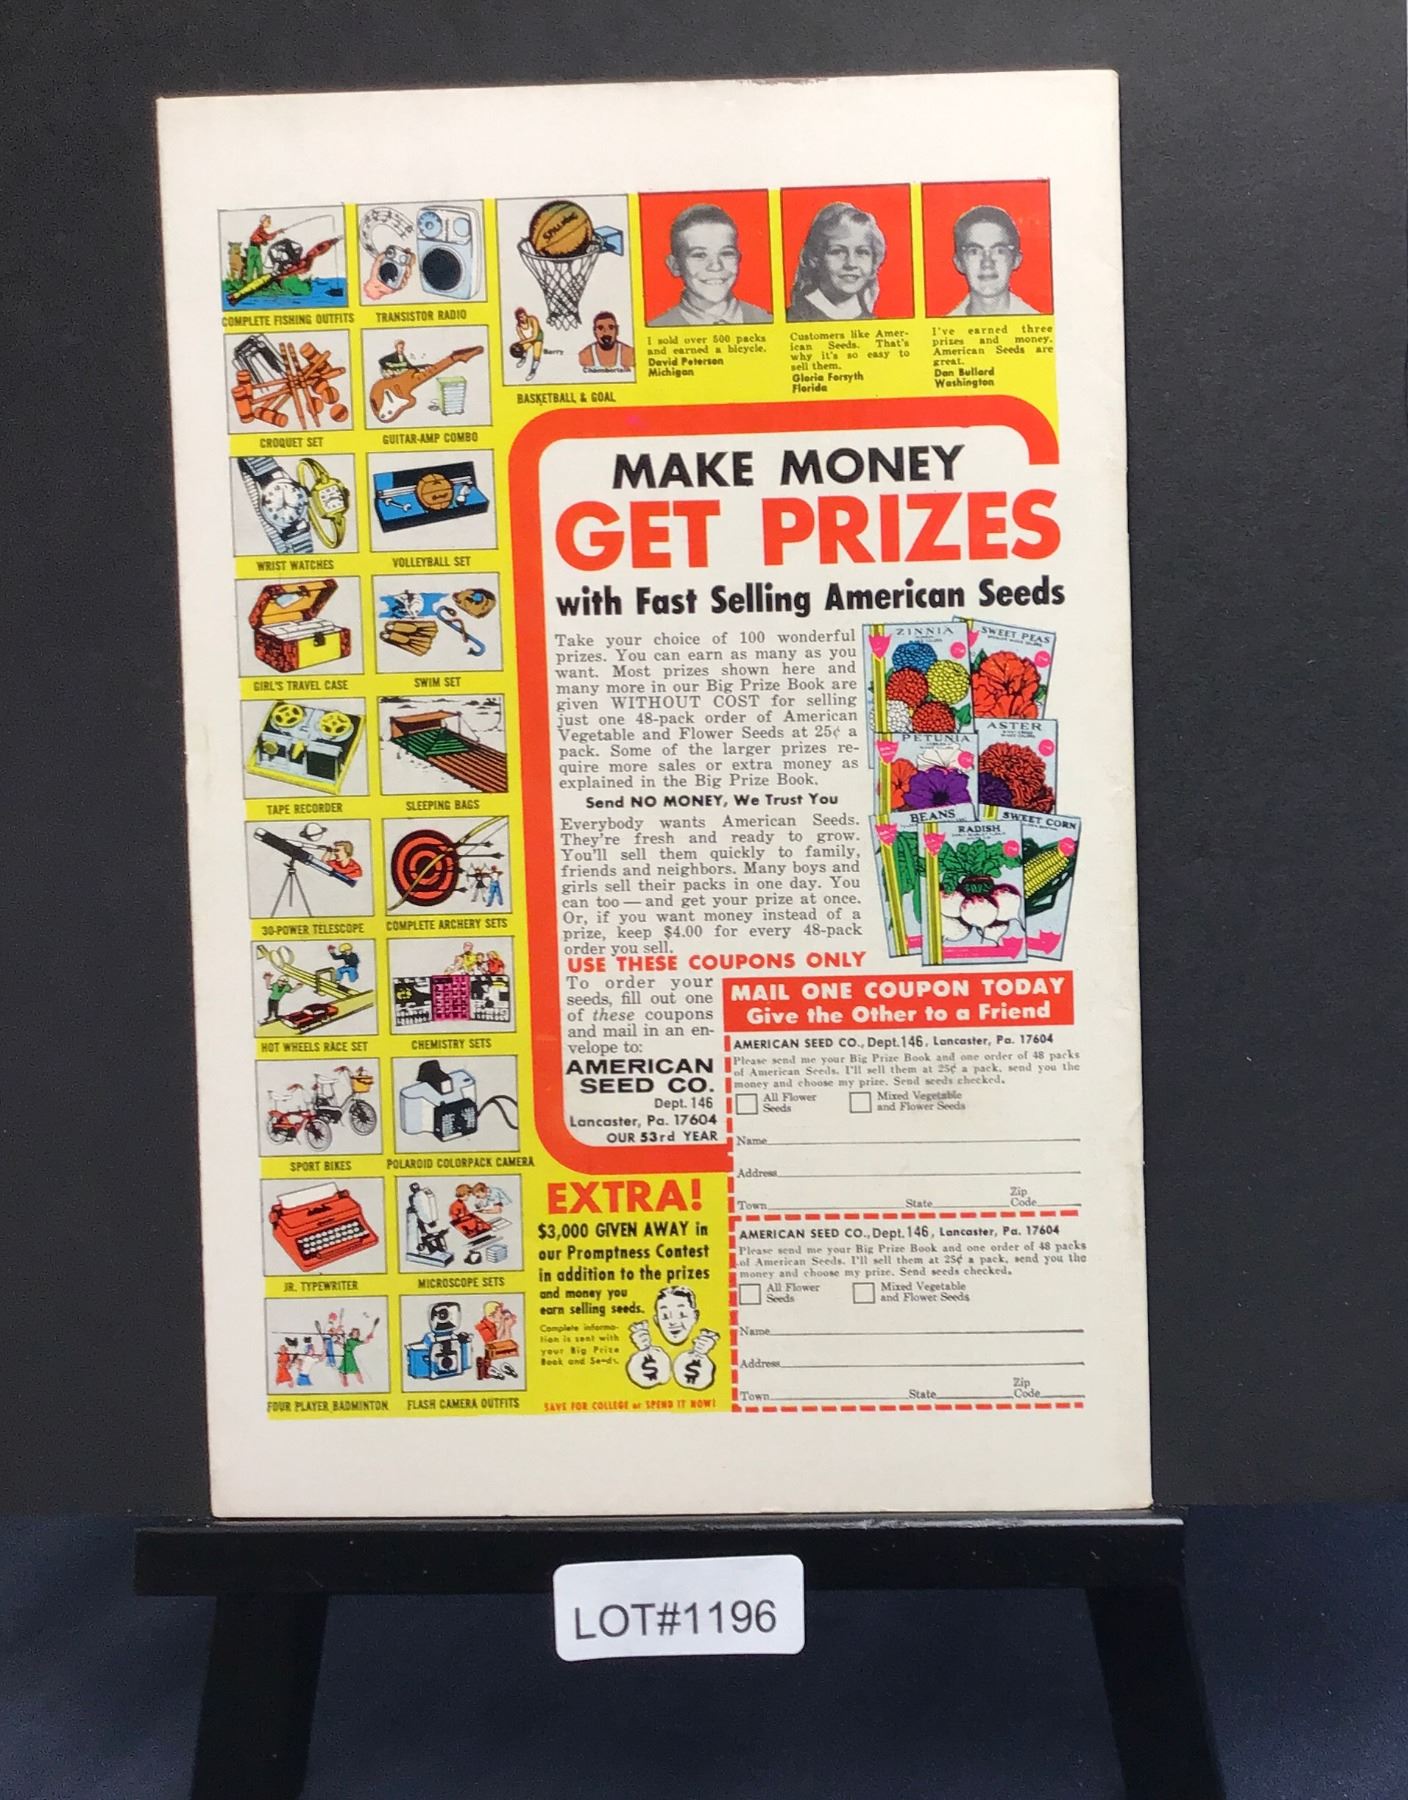 COMPLETE FISHING OUTFITS
TRANSISTOR RADIO
SPALDING
Barry
Chamberlain
BASKETBALL & GOAL
CROQUET SET
GUITAR-AMP COMBO
WRIST WATCHES
VOLLEYBALL SET
GIRL'S TRAVEL CASE
SWIM SET
TAPE RECORDER
SLEEPING BAGS
30-POWER TELESCOPE
COMPLETE ARCHERY SETS
HOT WHEELS RACE SET
CHEMISTRY SETS
SPORT BIKES
POLAROID COLORPACK CAMERA
JR. TYPEWRITER
MICROSCOPE SETS
FOUR PLAYER BADMINTON
FLASH CAMERA OUTFITS
I sold over 500 packs
and earned a bicycle.
David Peterson
Michigan
Customers like Amer-
ican Seeds. That's
why it's so easy to
sell them.
Gloria Forsyth
Florida
I've earned three
prizes and money.
American Seeds are
great.
Dan Bullard
Washington
MAKE MONEY
GET PRIZES
with Fast Selling American Seeds
Take your choice of 100 wonderful
prizes. You can earn as many as you
want. Most prizes shown here and
many more in our Big Prize Book are
given WITHOUT COST for selling
just one 48-pack order of American
Vegetable and Flower Seeds at 25¢ a
pack. Some of the larger prizes re-
quire more sales or extra money as
explained in the Big Prize Book.
Send NO MONEY, We Trust You
Everybody wants American Seeds.
They're fresh and ready to grow.
You'll sell them quickly to family,
friends and neighbors. Many boys and
girls sell their packs in one day. You
can too — and get your prize at once.
Or, if you want money instead of a
prize, keep $4.00 for every 48-pack
order you sell.
ZINNIA
SWEET PEAS
PETUNIA
ASTER
BEANS
RADISH
SWEET CORN
USE THESE COUPONS ONLY
To order your
seeds, fill out one
of these coupons
and mail in an en-
velope to:
AMERICAN
SEED CO.
Dept. 146
Lancaster, Pa. 17604
OUR 53rd YEAR
MAIL ONE COUPON TODAY
Give the Other to a Friend
AMERICAN SEED CO., Dept. 146, Lancaster, Pa. 17604
Please send me your Big Prize Book and one order of 48 packs
of American Seeds. I'll sell them at 25¢ a pack, send you the
money and choose my prize. Send seeds checked.
All Flower
Seeds
Mixed Vegetable
and Flower Seeds
Name
Address
Town State Zip
Code
EXTRA!
$3,000 GIVEN AWAY in
our Promptness Contest
in addition to the prizes
and money you
earn selling seeds.
Complete informa-
tion is sent with
your Big Prize
Book and Seeds.
$ $
SAVE FOR COLLEGE or SPEND IT NOW!
AMERICAN SEED CO., Dept. 146, Lancaster, Pa. 17604
Please send me your Big Prize Book and one order of 48 packs
of American Seeds. I'll sell them at 25¢ a pack, send you the
money and choose my prize. Send seeds checked.
All Flower
Seeds
Mixed Vegetable
and Flower Seeds
Name
Address
Town State Zip
Code
LOT#1196